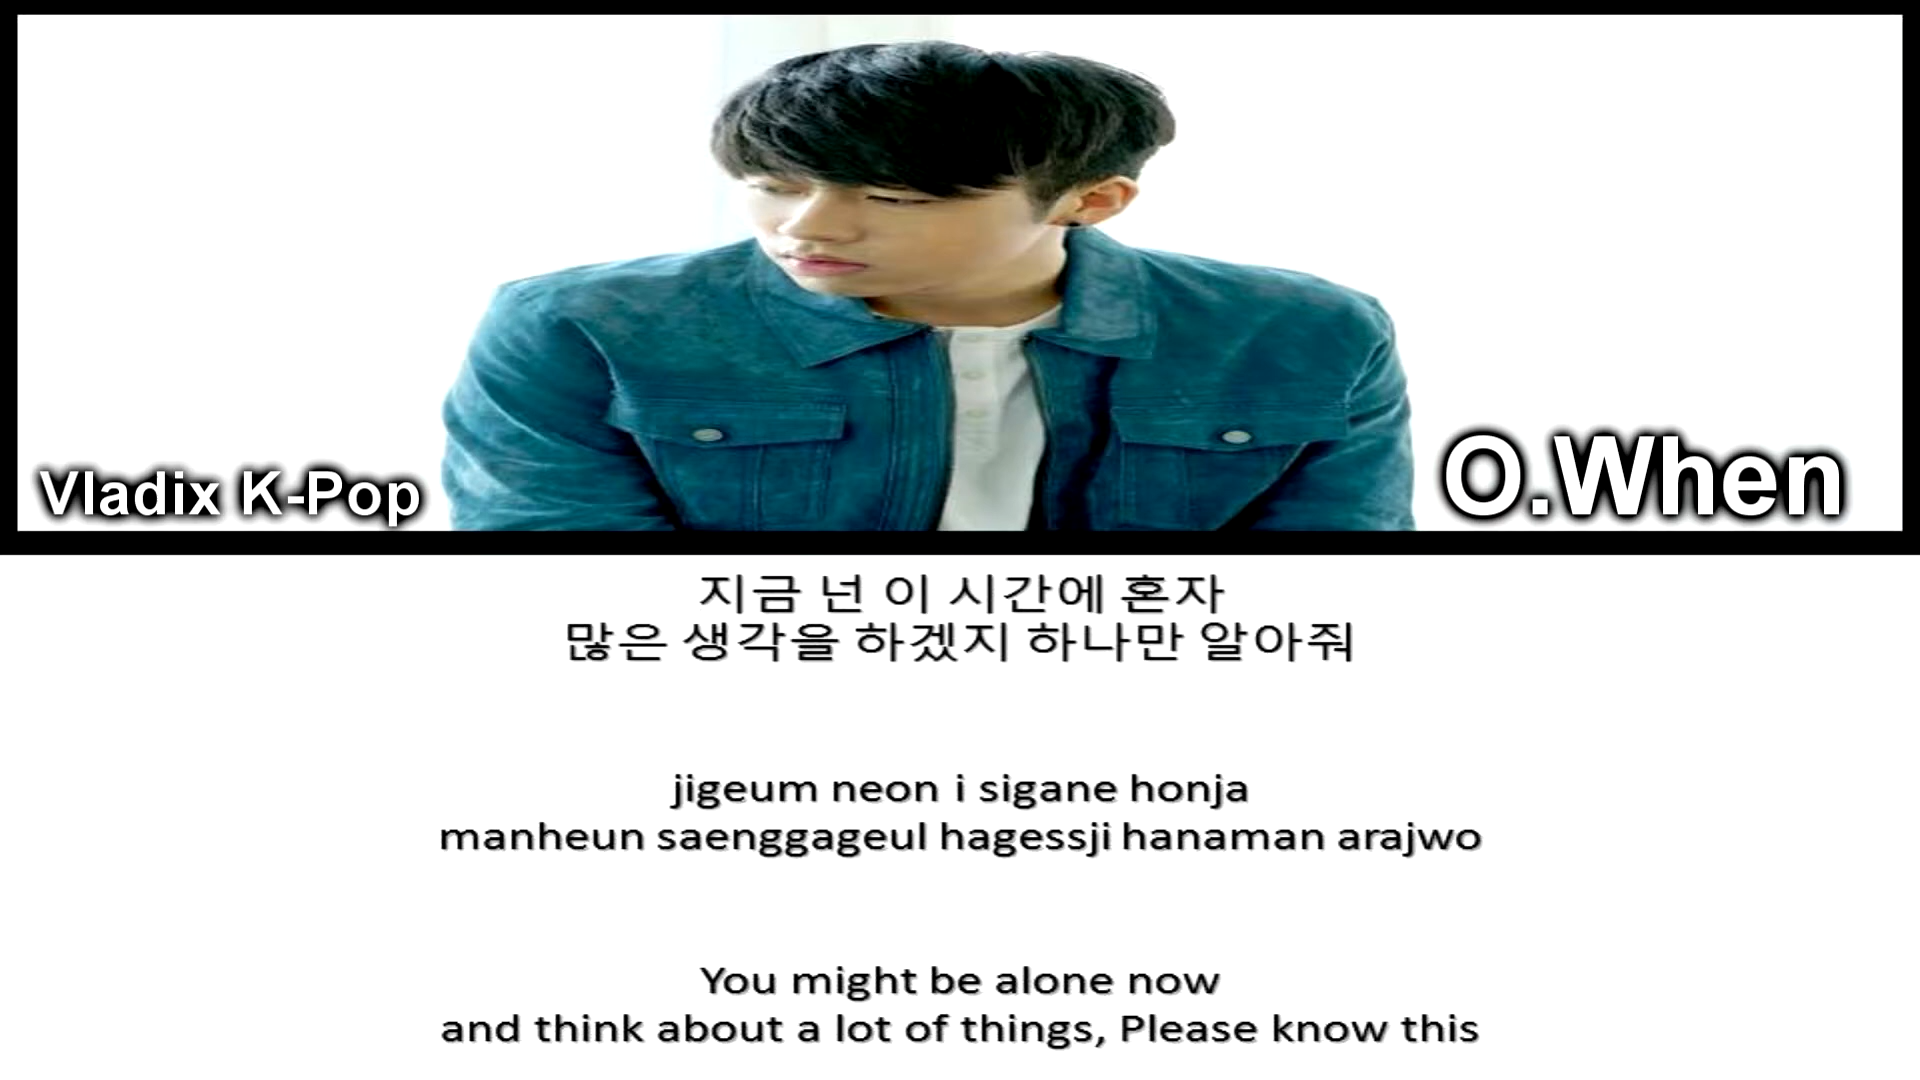 Vladix K-Pop
O.When
지금 넌 이 시간에 혼자
많은 생각을 하겠지 하나만 알아줘
jigeum neon i sigane honja
manheun saenggageul hagessji hanaman arajwo
You might be alone now
and think about a lot of things, Please know this